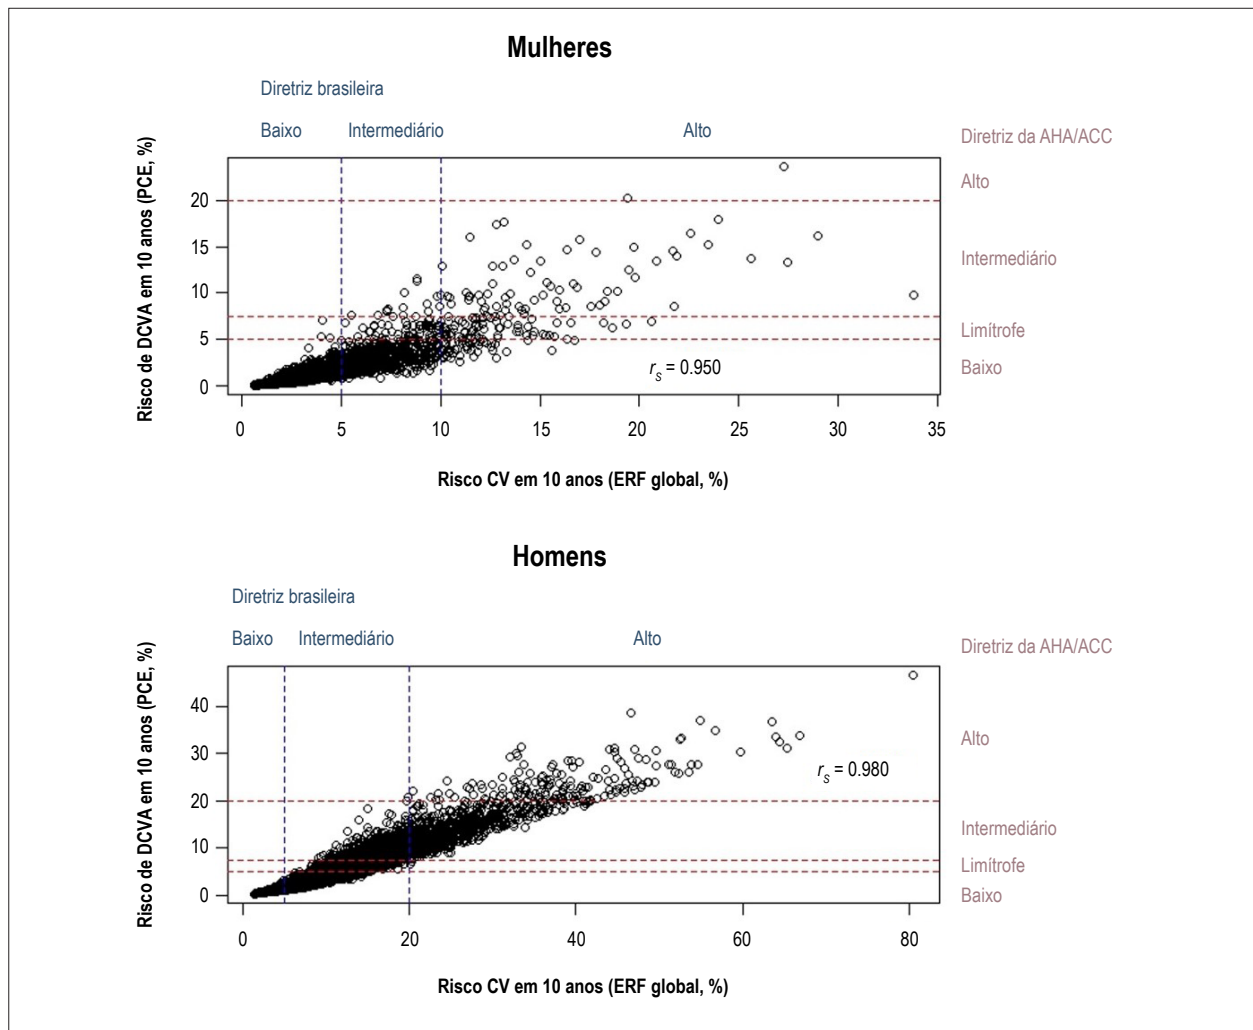 Mulheres
Diretriz brasileira
Baixo Intermediário Alto
Diretriz da AHA/ACC
Alto
Intermediário
Limítrofe
Baixo
Risco de DCVA em 10 anos (PCE, %)
20
15
10
5
0
rS = 0.950
0 5 10 15 20 25 30 35
Risco CV em 10 anos (ERF global, %)
Homens
Diretriz brasileira
Baixo Intermediário Alto
Diretriz da AHA/ACC
Alto
Intermediário
Limítrofe
Baixo
Risco de DCVA em 10 anos (PCE, %)
40
30
20
10
0
rS = 0.980
0 20 40 60 80
Risco CV em 10 anos (ERF global, %)